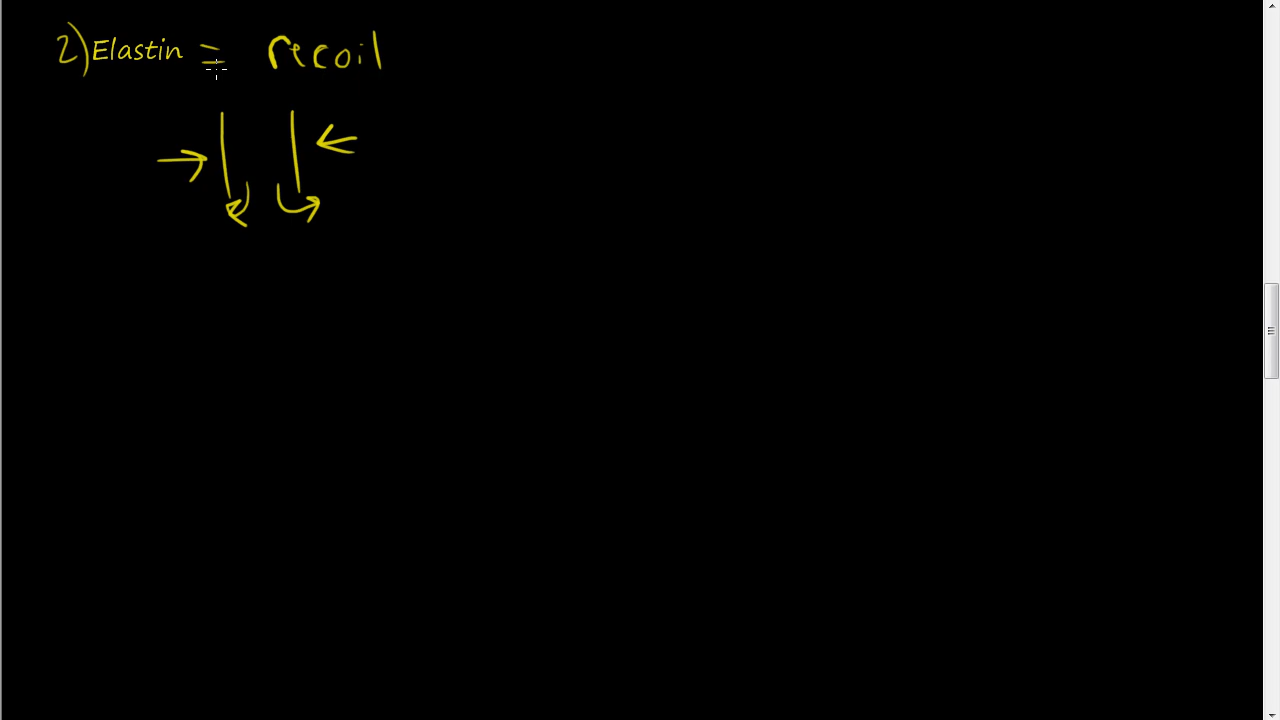 2) Elastin = recoil